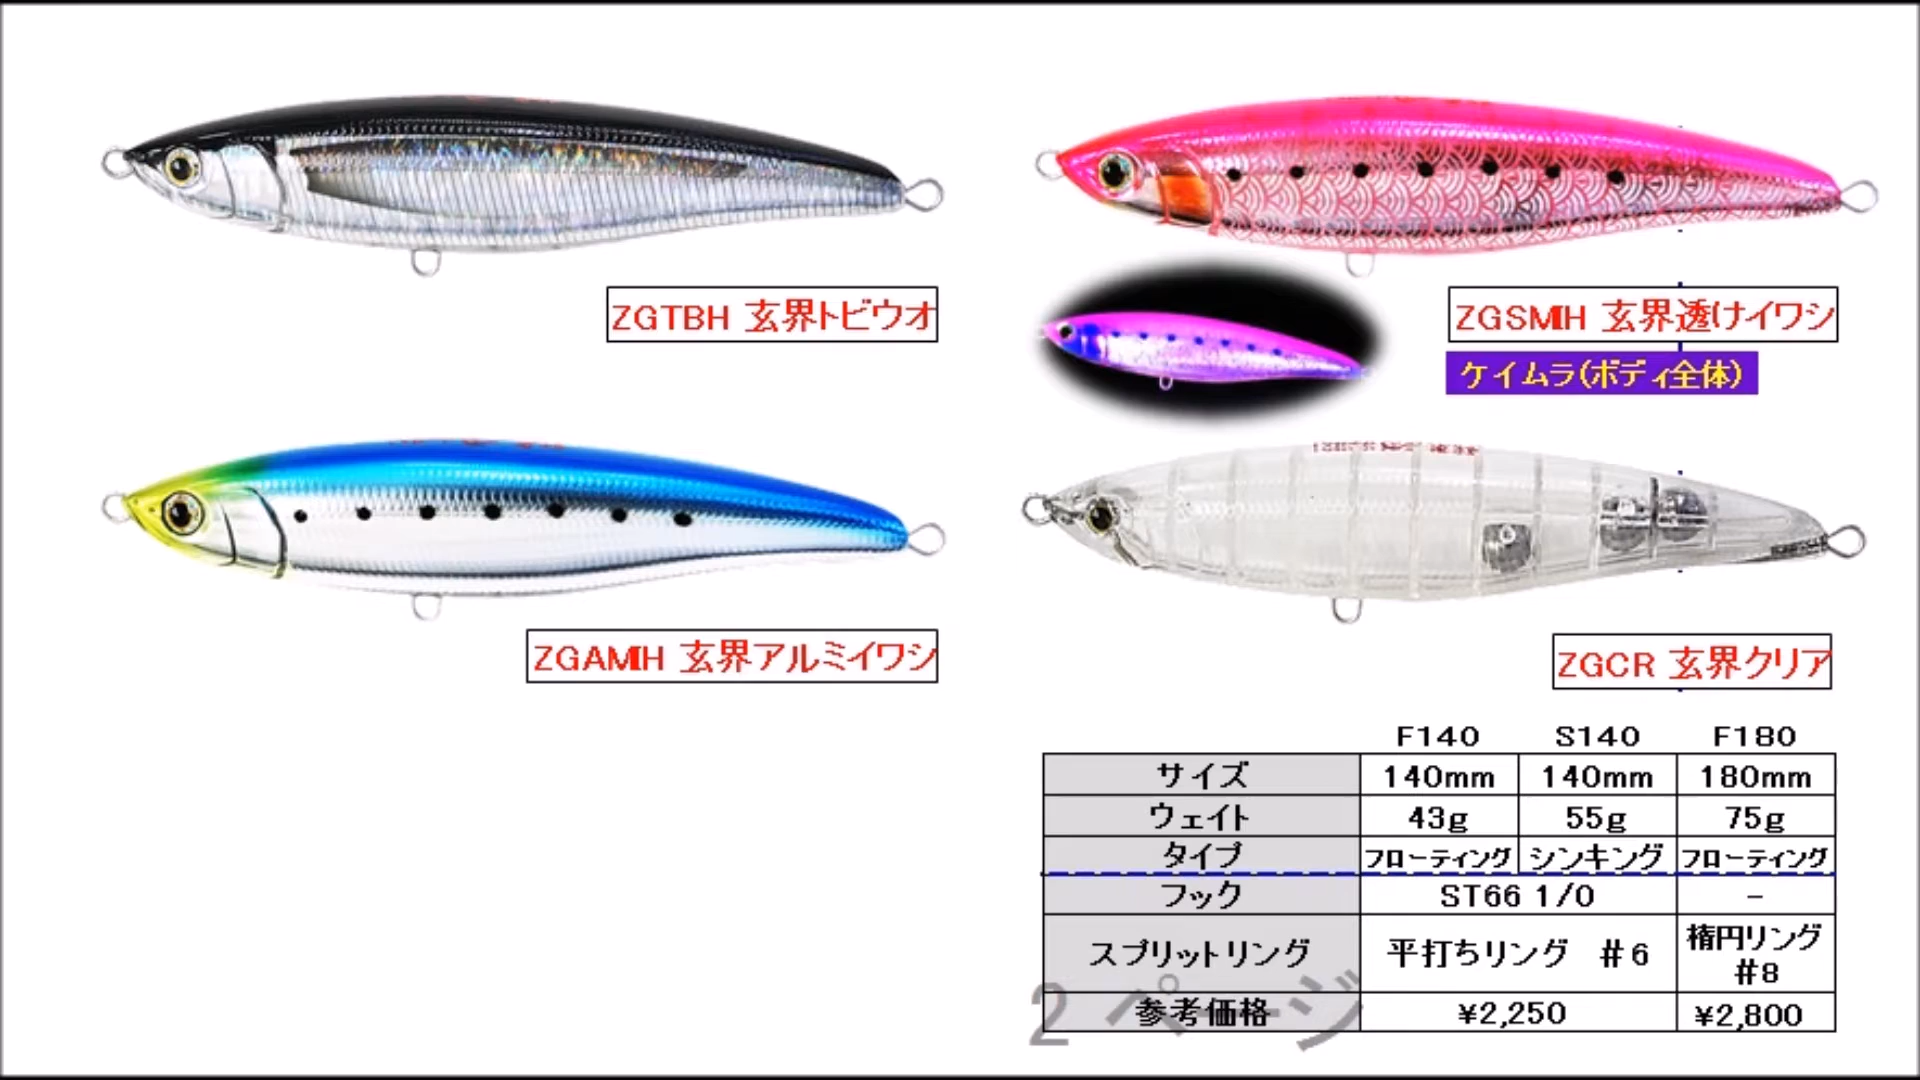 ZGTBH 玄界トビウオ
ZGSMIH 玄界透けイワシ
ケイムラ(ボディ全体)
ZGAMIH 玄界アルミイワシ
ZGCR 玄界クリア
F140 S140 F180
サイズ 140mm 140mm 180mm
ウェイト 43g 55g 75g
タイプ フローティング シンキング フローティング
フック ST66 1/0 -
スプリットリング 平打ちリング ＃6 楕円リング
＃8
参考価格 ¥2,250 ¥2,800
2 ページ